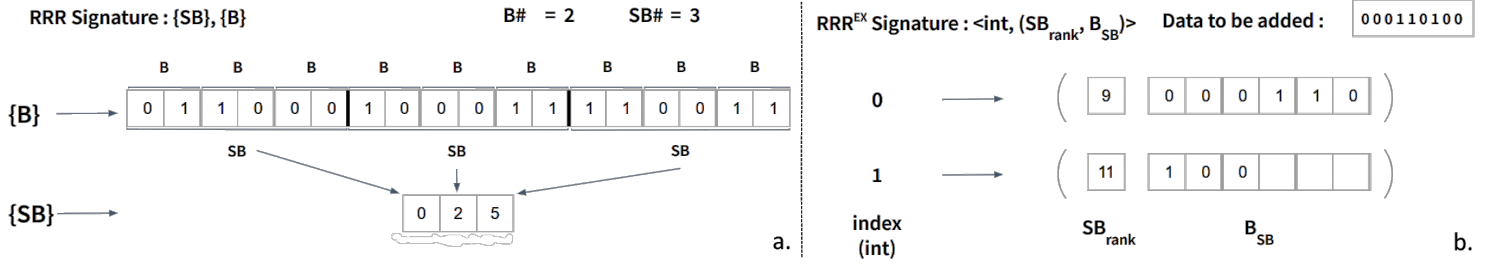 RRR Signature : {SB}, {B} B# = 2 SB# = 3
B B B B B B B B B
{B} 0 1 1 0 0 0 1 0 0 0 1 1 1 1 0 0 1 1
SB SB SB
{SB} 0 2 5
a.
RRR^EX Signature : <int, (SB_rank, B_SB)> Data to be added : 000110100
0 ( 9 0 0 0 1 1 0 )
1 ( 11 1 0 0 )
index SB_rank B_SB
(int)
b.